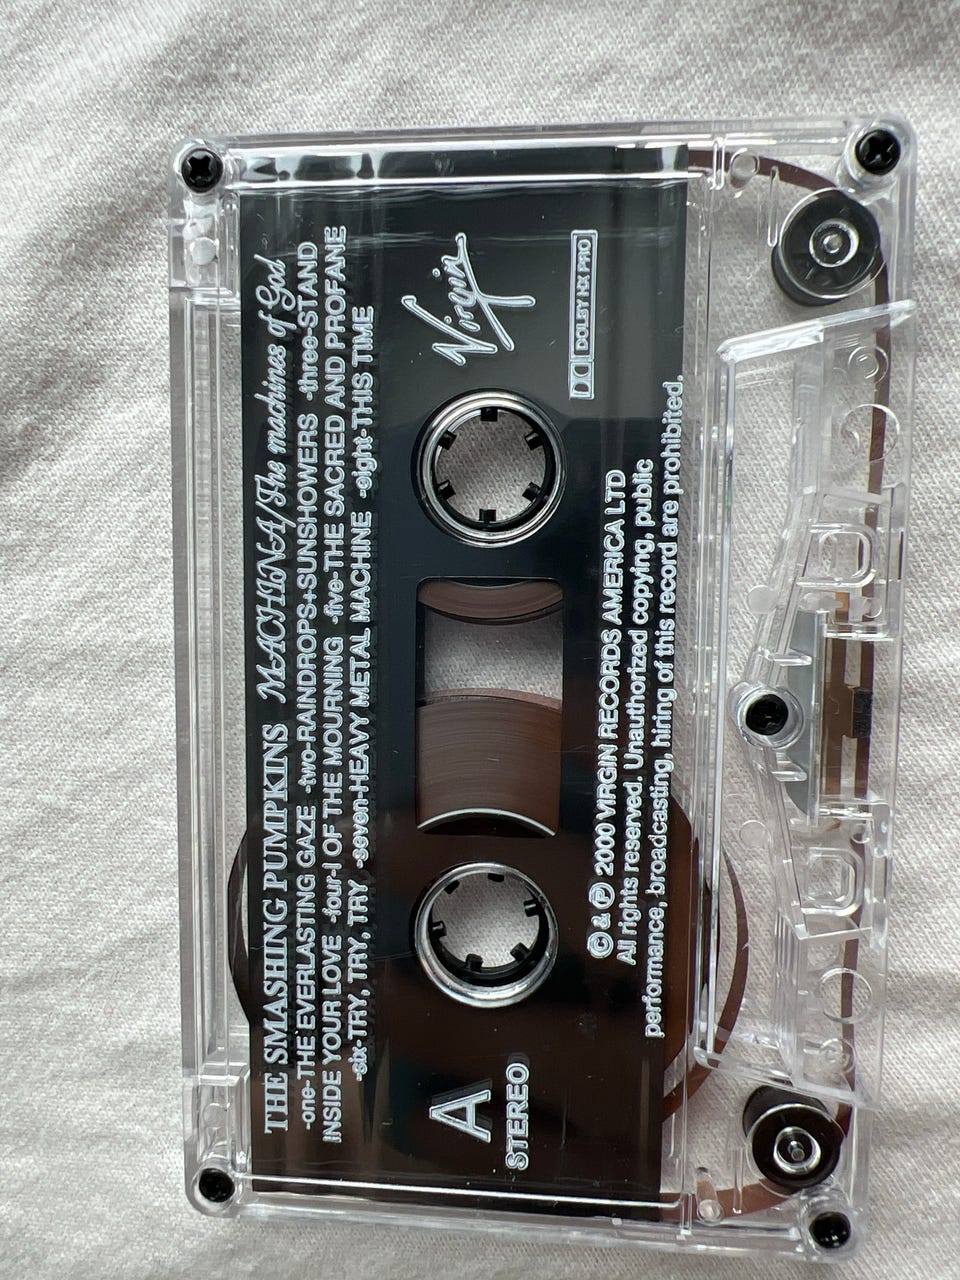 THE SMASHING PUMPKINS MACHINA/The machines of God
-one-THE EVERLASTING GAZE -two-RAINDROPS+SUNSHOWERS -three-STAND
INSIDE YOUR LOVE -four-I OF THE MOURNING -five-THE SACRED AND PROFANE
-six-TRY, TRY, TRY -seven-HEAVY METAL MACHINE -eight-THIS TIME
A
STEREO
Virgin
DOLBY HX PRO
© & ℗ 2000 VIRGIN RECORDS AMERICA LTD
All rights reserved. Unauthorized copying, public
performance, broadcasting, hiring of this record are prohibited.